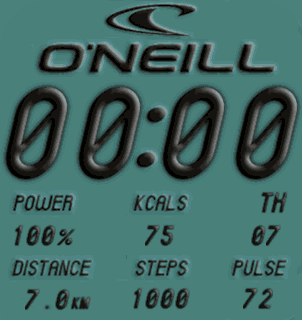 O'NEILL
00:00
POWER KCALS TH
100% 75 07
DISTANCE STEPS PULSE
7.0KM 1000 72